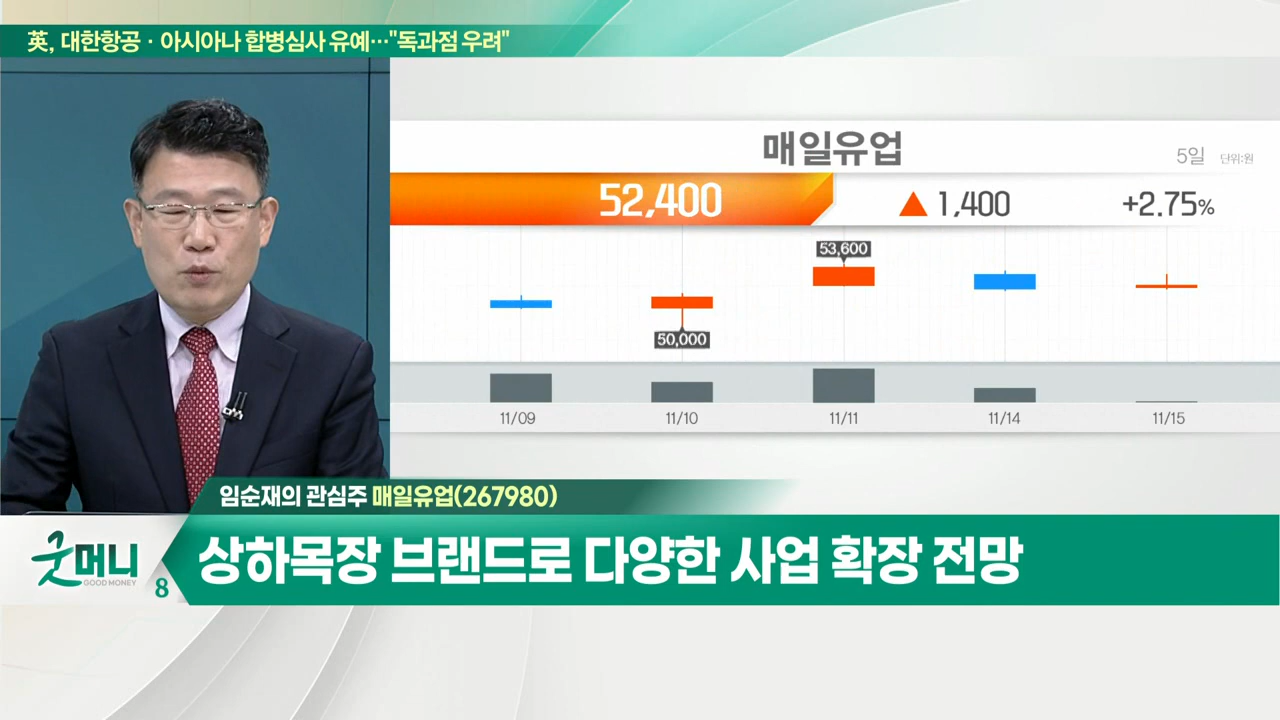 英, 대한항공·아시아나 합병심사 유예…"독과점 우려"
매일유업
5일 단위:원
52,400 ▲ 1,400 +2.75%
53,600
50,000
11/09 11/10 11/11 11/14 11/15
임순재의 관심주 매일유업(267980)
굿머니
GOOD MONEY
8
상하목장 브랜드로 다양한 사업 확장 전망